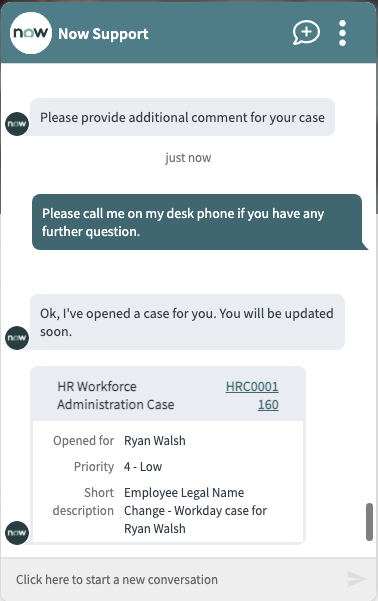 now Now Support
now Please provide additional comment for your case
just now
Please call me on my desk phone if you have any
further question.
Ok, I've opened a case for you. You will be updated
now soon.
HR Workforce HRC0001
Administration Case 160
Opened for Ryan Walsh
Priority 4 - Low
Short Employee Legal Name
description Change - Workday case for
now Ryan Walsh
Click here to start a new conversation